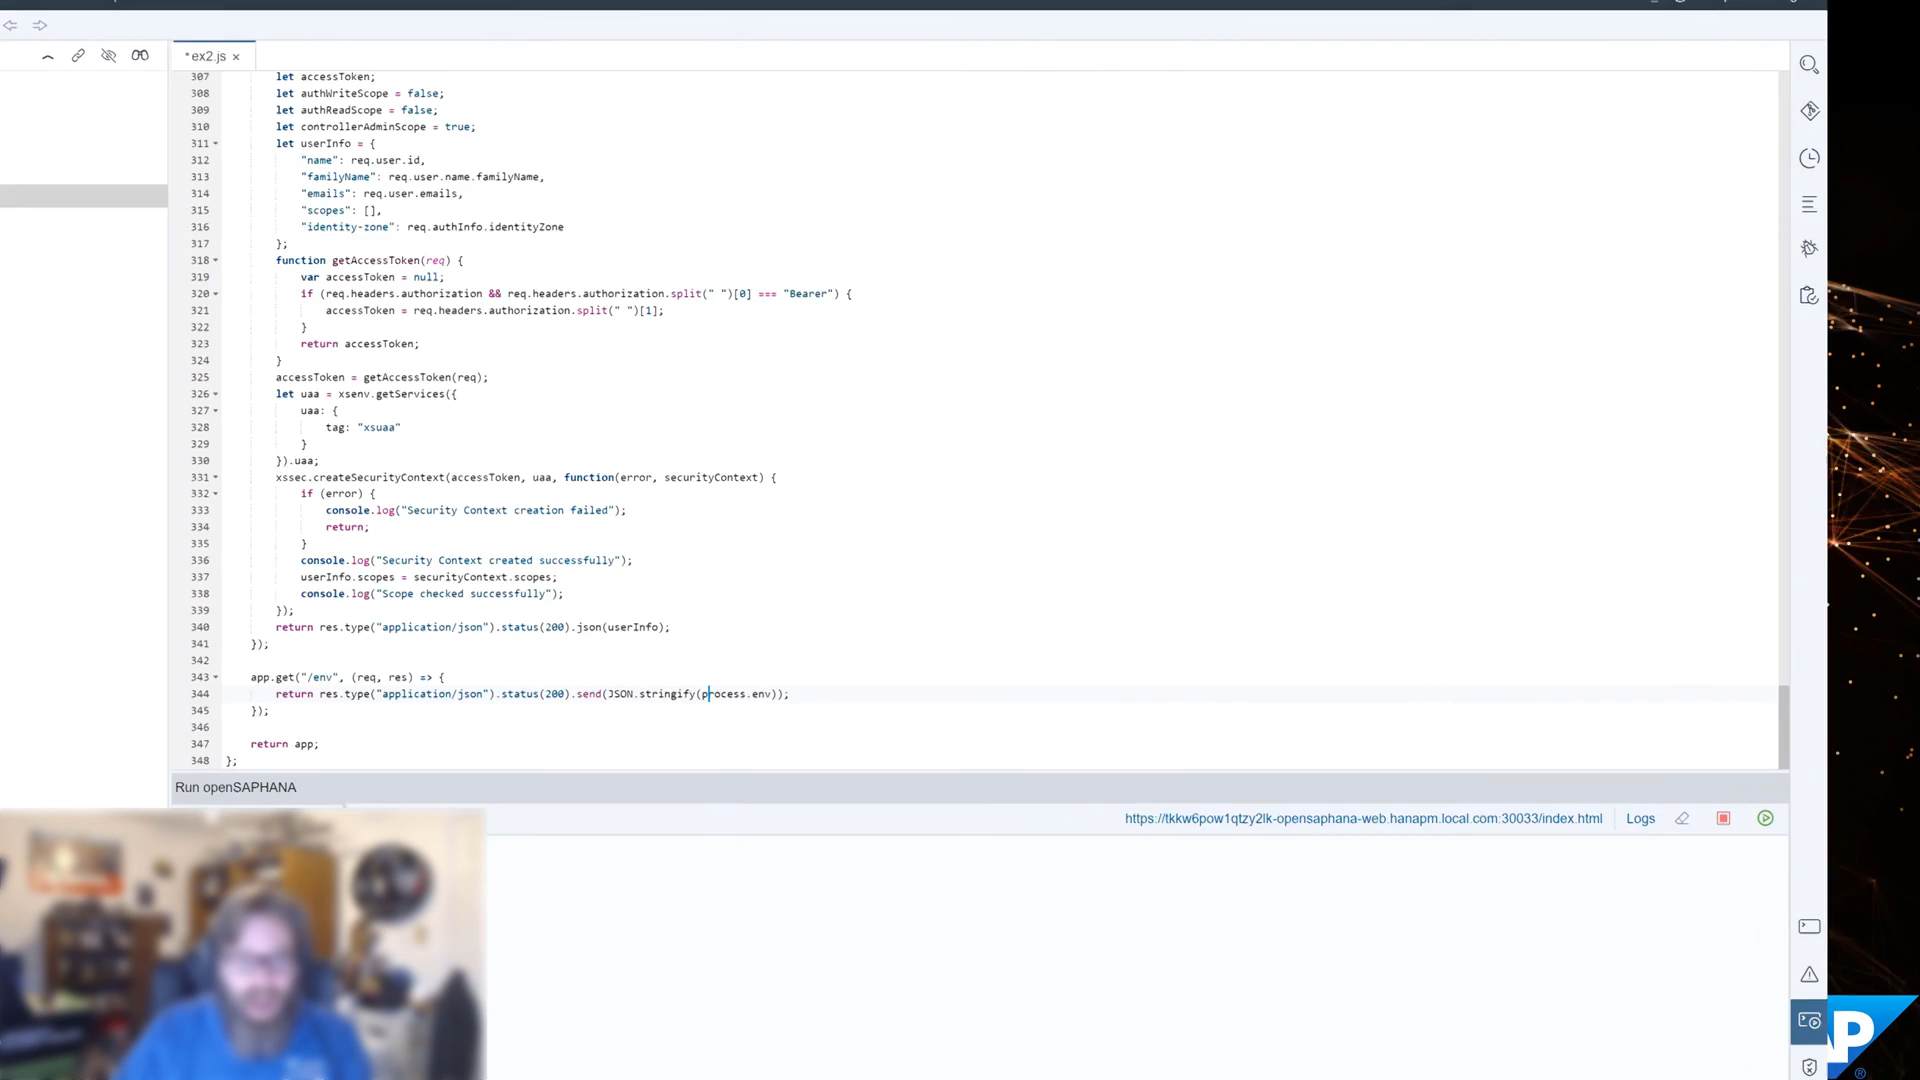 *ex2.js ×
307 let accessToken;
308 let authWriteScope = false;
309 let authReadScope = false;
310 let controllerAdminScope = true;
311 let userInfo = {
312 "name": req.user.id,
313 "familyName": req.user.name.familyName,
314 "emails": req.user.emails,
315 "scopes": [],
316 "identity-zone": req.authInfo.identityZone
317 };
318 function getAccessToken(req) {
319 var accessToken = null;
320 if (req.headers.authorization && req.headers.authorization.split(" ")[0] === "Bearer") {
321 accessToken = req.headers.authorization.split(" ")[1];
322 }
323 return accessToken;
324 }
325 accessToken = getAccessToken(req);
326 let uaa = xsenv.getServices({
327 uaa: {
328 tag: "xsuaa"
329 }
330 }).uaa;
331 xssec.createSecurityContext(accessToken, uaa, function(error, securityContext) {
332 if (error) {
333 console.log("Security Context creation failed");
334 return;
335 }
336 console.log("Security Context created successfully");
337 userInfo.scopes = securityContext.scopes;
338 console.log("Scope checked successfully");
339 });
340 return res.type("application/json").status(200).json(userInfo);
341 });
342
343 app.get("/env", (req, res) => {
344 return res.type("application/json").status(200).send(JSON.stringify(process.env));
345 });
346
347 return app;
348 };
Run openSAPHANA
https://tkkw6pow1qtzy2lk-opensaphana-web.hanapm.local.com:30033/index.html Logs
AP
®